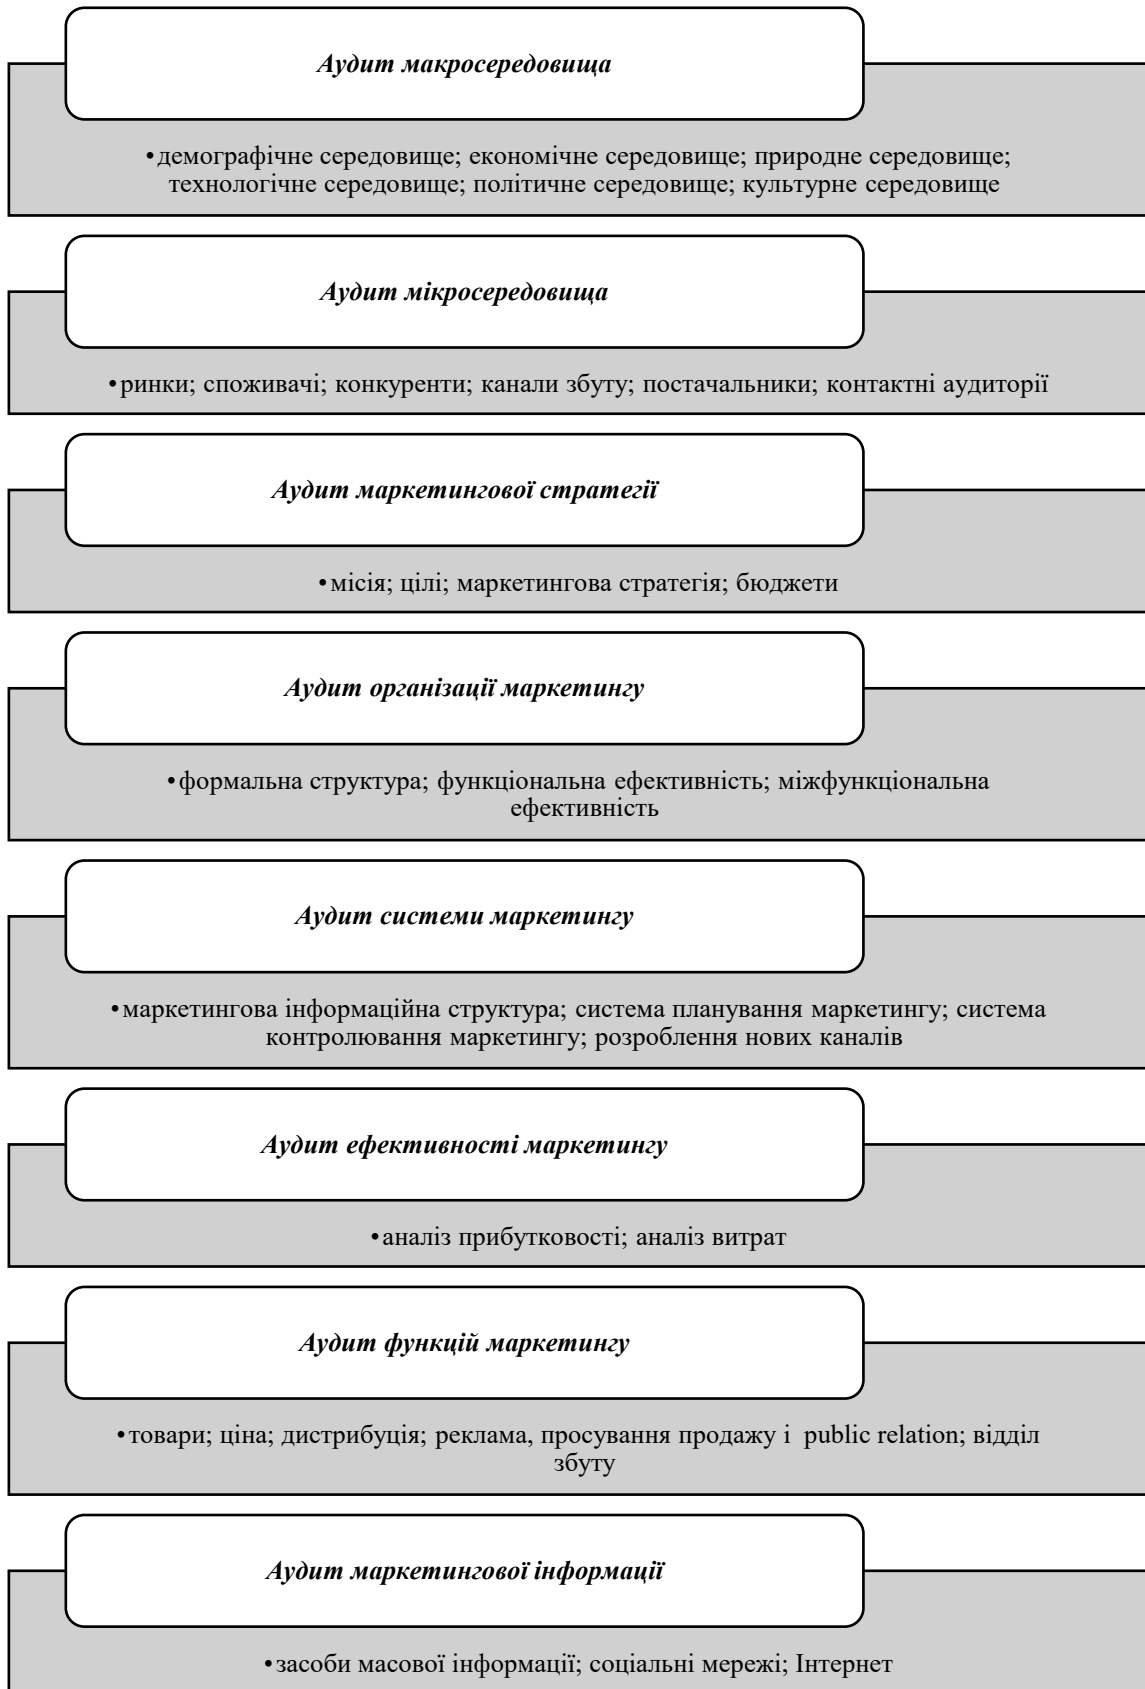 Аудит макросередовища
•демографічне середовище; економічне середовище; природне середовище;
технологічне середовище; політичне середовище; культурне середовище
Аудит мікросередовища
•ринки; споживачі; конкуренти; канали збуту; постачальники; контактні аудиторії
Аудит маркетингової стратегії
•місія; цілі; маркетингова стратегія; бюджети
Аудит організації маркетингу
•формальна структура; функціональна ефективність; міжфункціональна
ефективність
Аудит системи маркетингу
•маркетингова інформаційна структура; система планування маркетингу; система
контролювання маркетингу; розроблення нових каналів
Аудит ефективності маркетингу
•аналіз прибутковості; аналіз витрат
Аудит функцій маркетингу
•товари; ціна; дистрибуція; реклама, просування продажу і public relation; відділ
збуту
Аудит маркетингової інформації
•засоби масової інформації; соціальні мережі; Інтернет